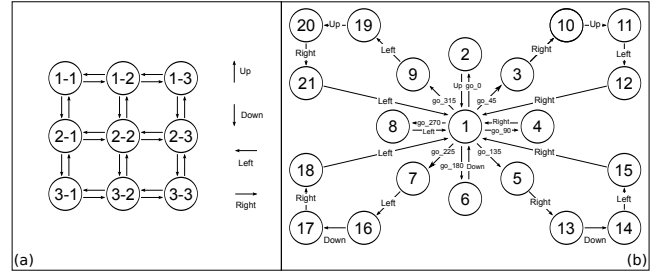 1-1 1-2 1-3
Up
Down
2-1 2-2 2-3
Left
3-1 3-2 3-3
Right
(a)
20 Up 19 10 Up 11
Right Left 2 Right Left
21 9 Up go_0 3 12
Left go_315 go_45 Right
8 go_270 Left 1 Right go_90 4
Left go_225 go_180 Down go_135 Right
18 7 6 5 15
Right Left Right Left
17 Down 16 13 Down 14
(b)